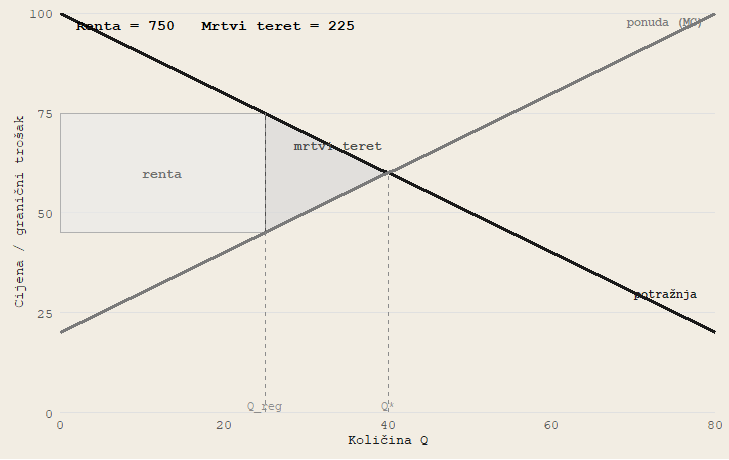 100
Renta = 750 Mrtvi teret = 225
ponuda (MC)
75
mrtvi teret
renta
50
Cijena / granični trošak
potražnja
25
Q_reg
Q*
0
0 20 40 60 80
Količina Q